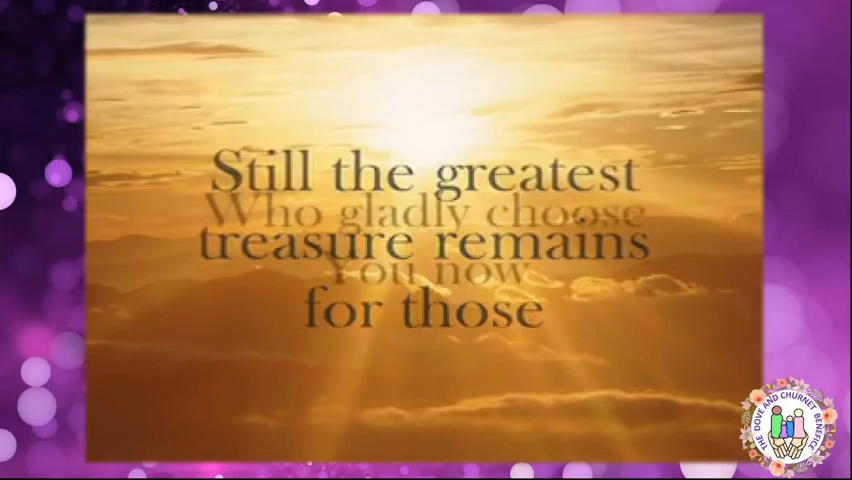 Still the greatest
Who gladly choose
treasure remains
You now
for those
THE DOVE AND CHURNET BENEFICE